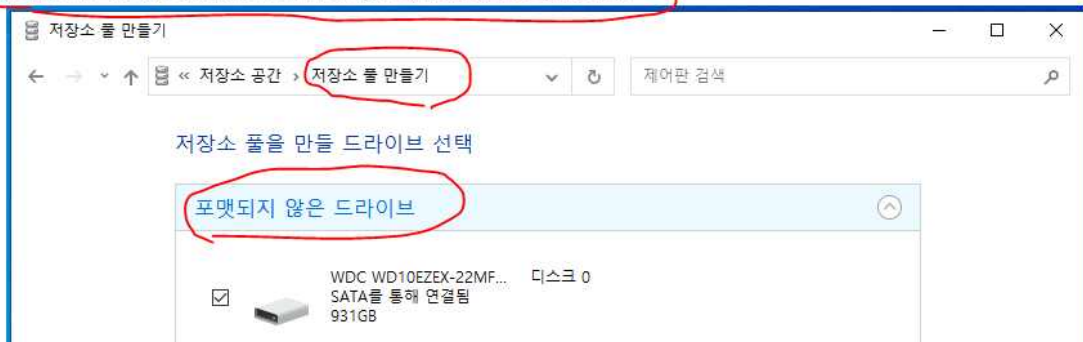 저장소 풀 만들기
« 저장소 공간 › 저장소 풀 만들기
제어판 검색
저장소 풀을 만들 드라이브 선택
포맷되지 않은 드라이브
WDC WD10EZEX-22MF... 디스크 0
SATA를 통해 연결됨
931GB